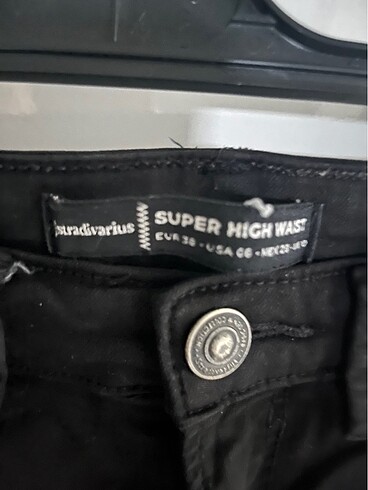 stradivarius
SUPER HIGH WAIST
EUR 38 - USA 06 - MEX 28